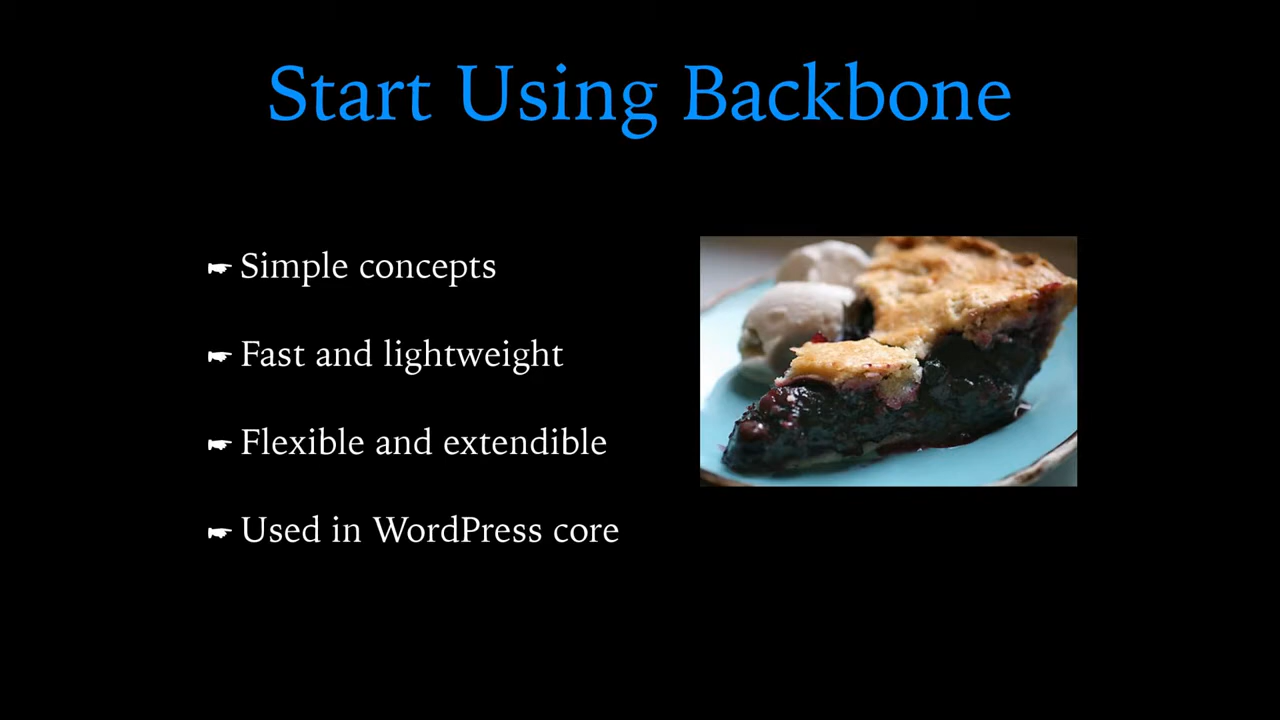 Start Using Backbone
☛ Simple concepts
☛ Fast and lightweight
☛ Flexible and extendible
☛ Used in WordPress core